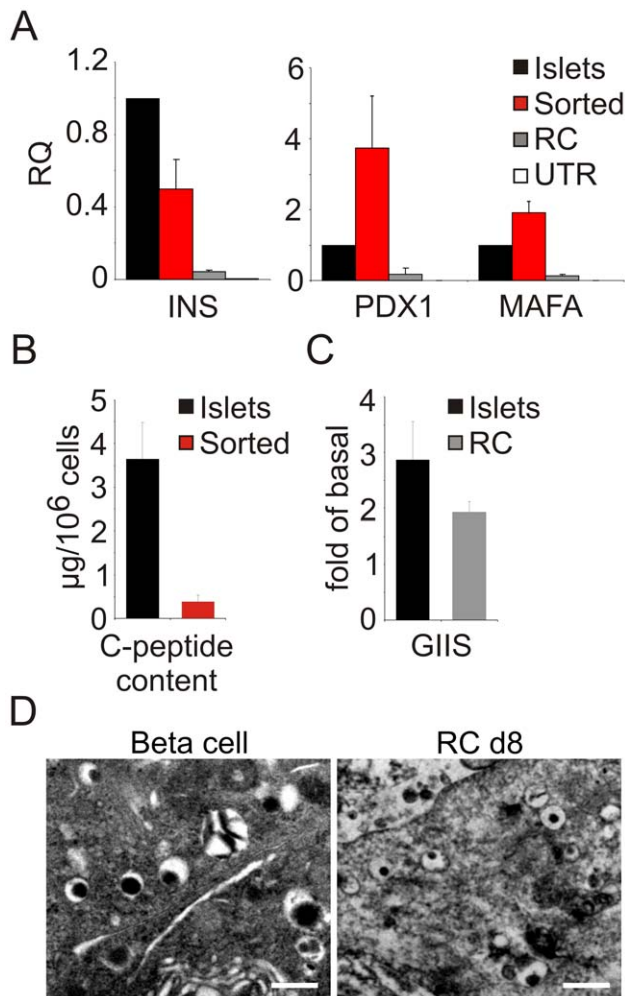 A
RQ
1.2
0.8
0.4
0
INS
6
4
2
0
PDX1
MAFA
Islets
Sorted
RC
UTR
B
µg/10⁶ cells
5
4
3
2
1
0
Islets
Sorted
C-peptide
content
C
fold of basal
4
3
2
1
0
Islets
RC
GIIS
D
Beta cell
RC d8